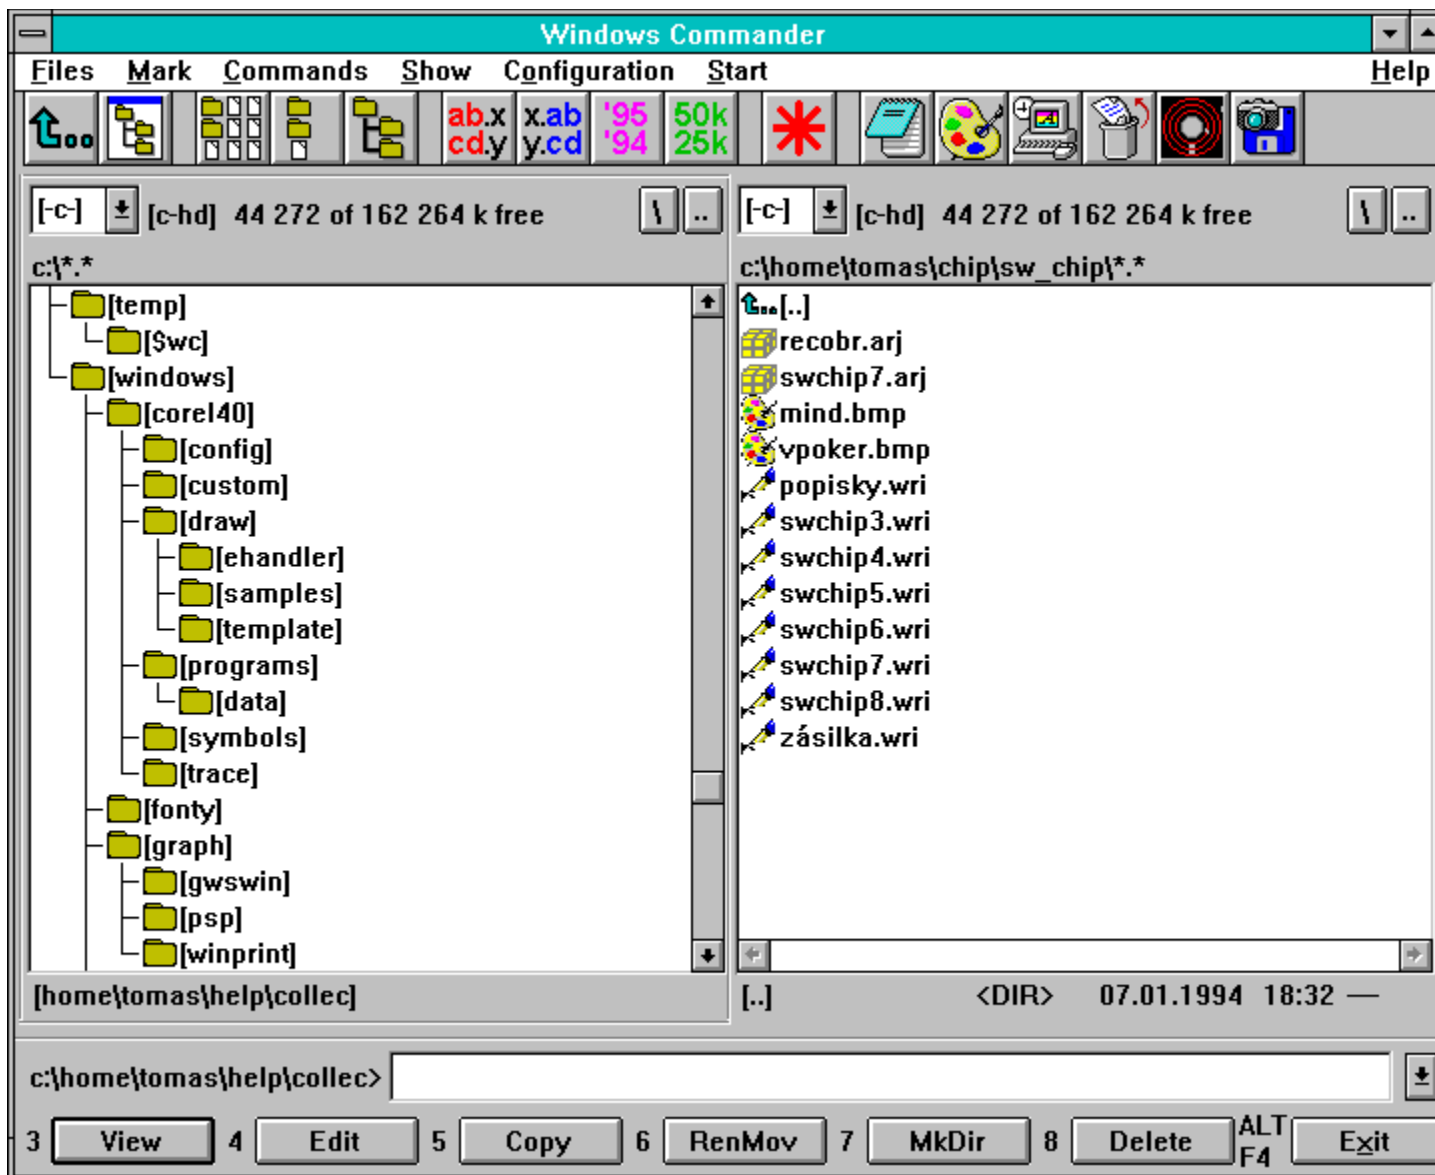 Windows Commander
Files Mark Commands Show Configuration Start Help
ab.x x.ab '95 50k
cd.y y.cd '94 25k
[-c-] [c-hd] 44 272 of 162 264 k free \ ..
c:\*.*
[temp]
[$wc]
[windows]
[corel40]
[config]
[custom]
[draw]
[ehandler]
[samples]
[template]
[programs]
[data]
[symbols]
[trace]
[fonty]
[graph]
[gwswin]
[psp]
[winprint]
[home\tomas\help\collec]
[-c-] [c-hd] 44 272 of 162 264 k free \ ..
c:\home\tomas\chip\sw_chip\*.*
[..]
recobr.arj
swchip7.arj
mind.bmp
vpoker.bmp
popisky.wri
swchip3.wri
swchip4.wri
swchip5.wri
swchip6.wri
swchip7.wri
swchip8.wri
zásilka.wri
[..] <DIR> 07.01.1994 18:32 —
c:\home\tomas\help\collec>
3 View 4 Edit 5 Copy 6 RenMov 7 MkDir 8 Delete ALT F4 Exit